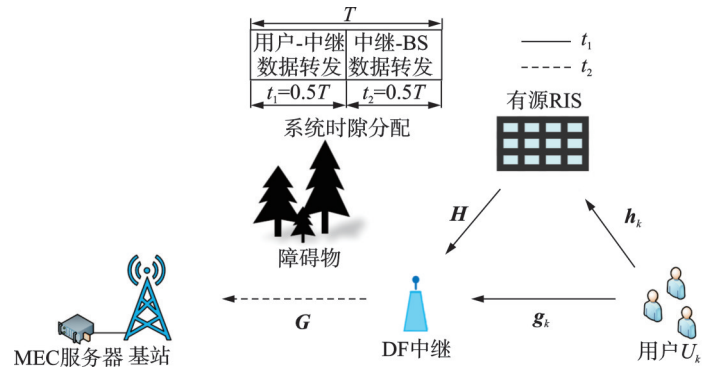 T
用户-中继 中继-BS
数据转发 数据转发
t₁=0.5T t₂=0.5T
系统时隙分配
t₁
t₂
有源RIS
障碍物
H
hₖ
G
gₖ
MEC服务器 基站
DF中继
用户Uₖ